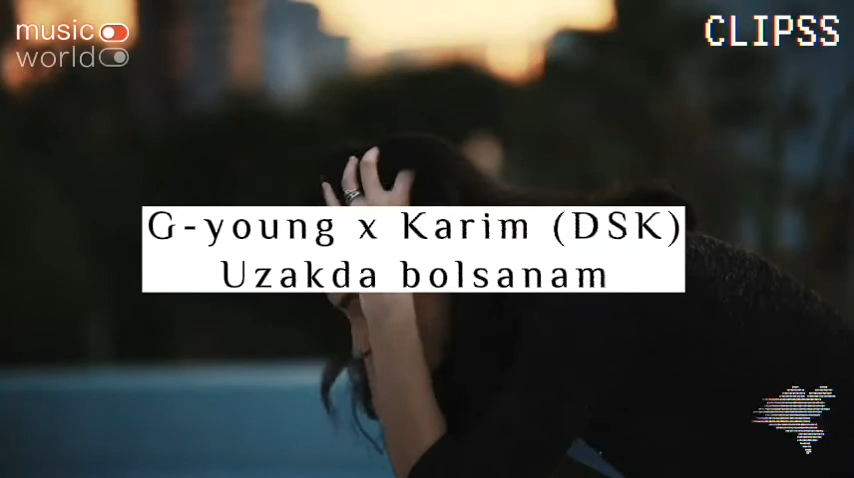 music
world
CLIPSS
G-young x Karim (DSK)
Uzakda bolsanam